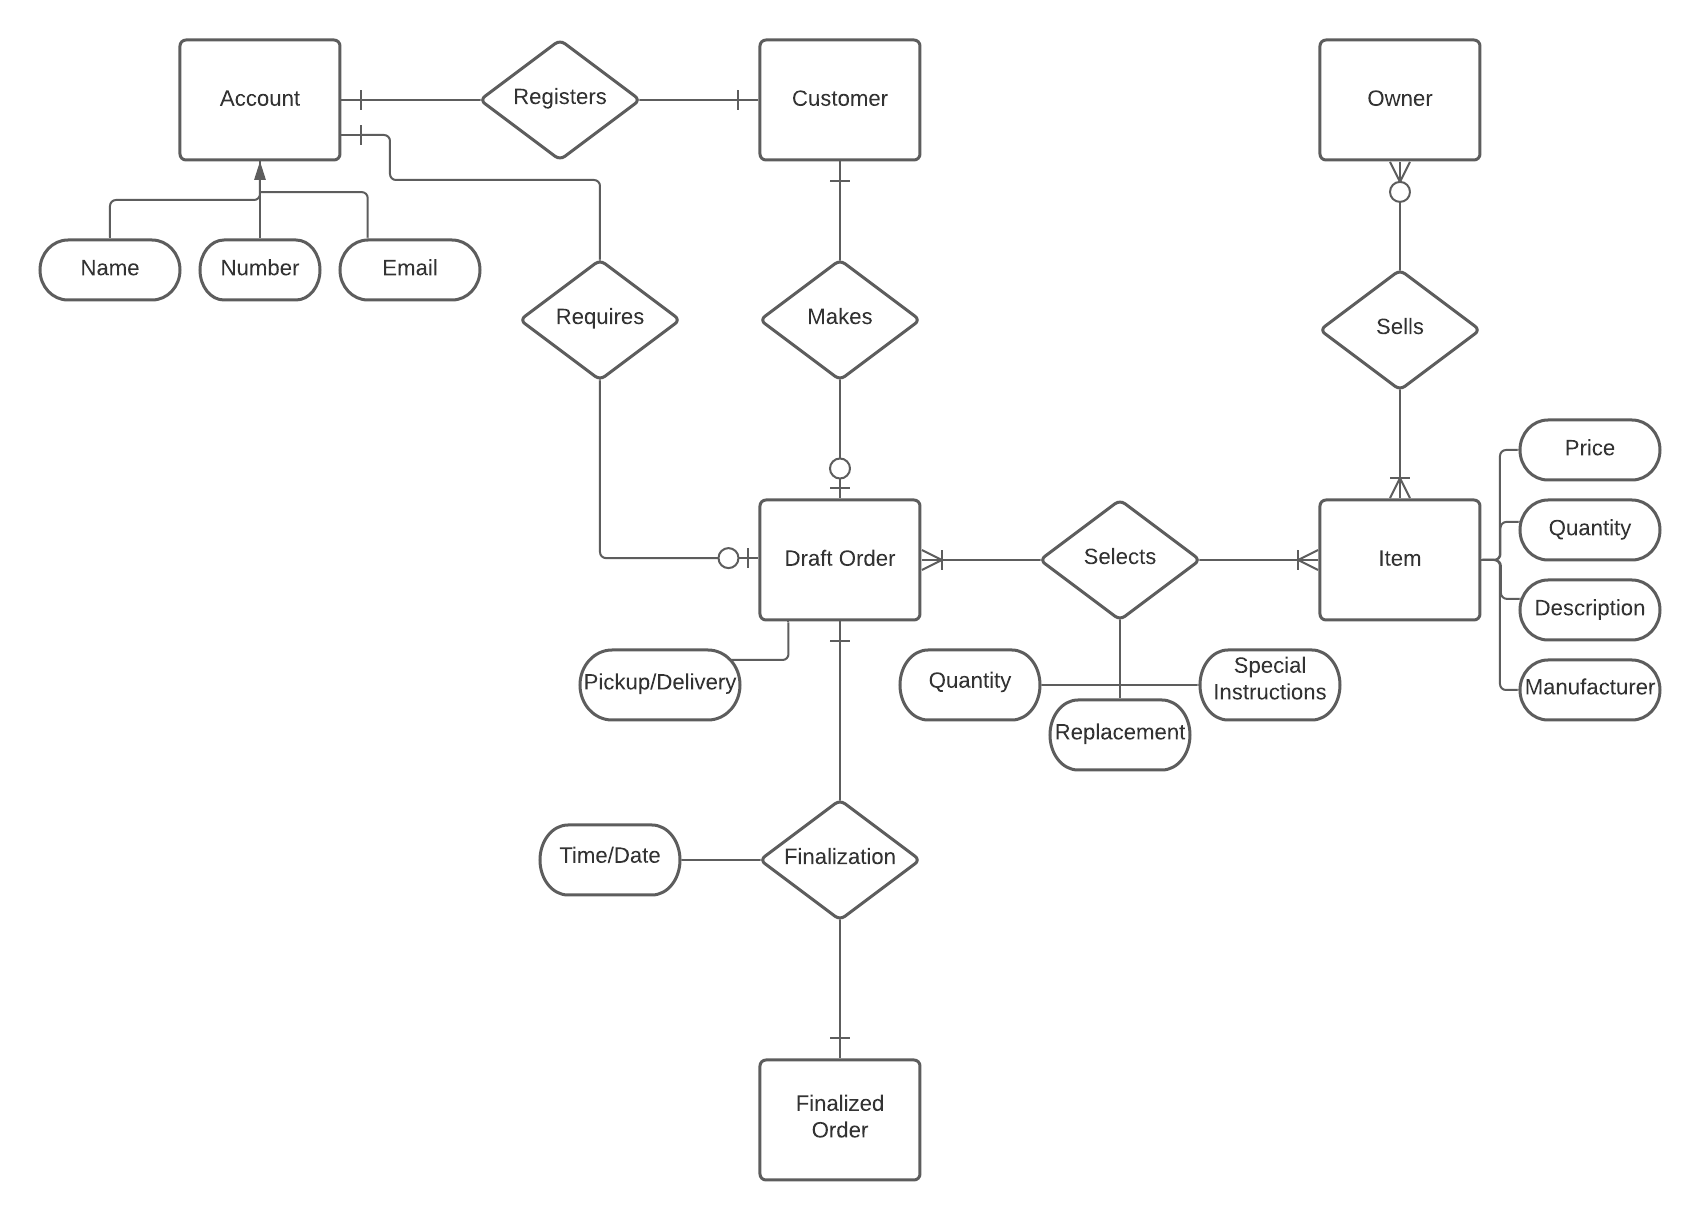 Account
Registers
Customer
Owner
Name
Number
Email
Requires
Makes
Sells
Price
Quantity
Draft Order
Selects
Item
Description
Pickup/Delivery
Quantity
Special
Instructions
Manufacturer
Replacement
Time/Date
Finalization
Finalized
Order